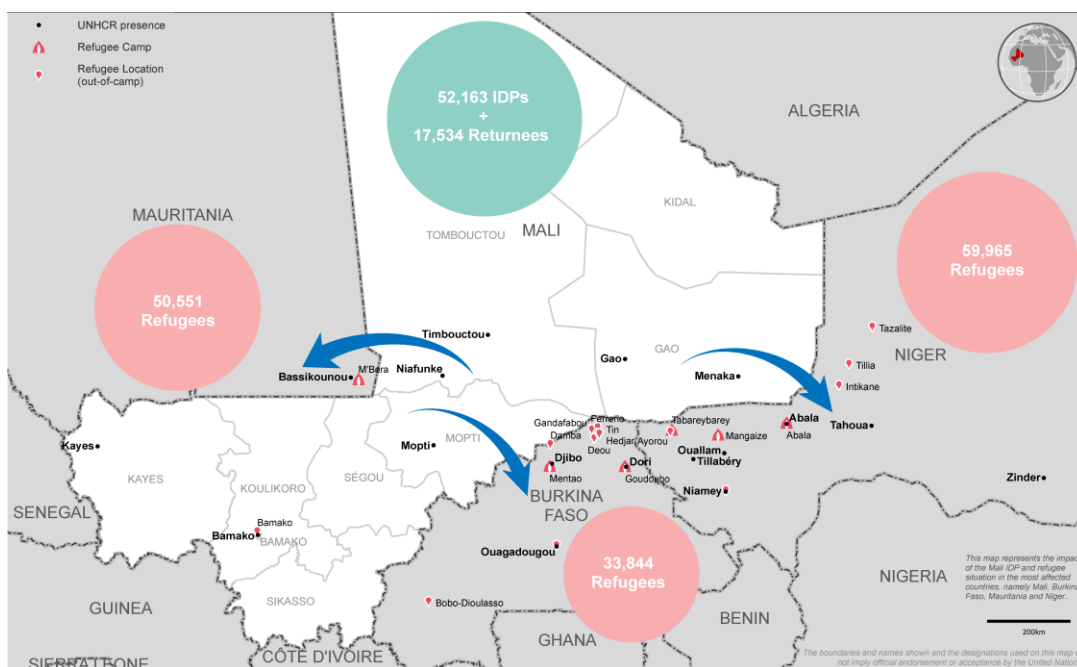 UNHCR presence
Refugee Camp
Refugee Location
(out-of-camp)
52,163 IDPs
+
17,534 Returnees
ALGERIA
MAURITANIA
KIDAL
TOMBOUCTOU
MALI
59,965
Refugees
50,551
Refugees
Timbouctou
Tazalite
NIGER
Gao
GAO
Tillia
M'Bera
Bassikounou
Niafunke
Menaka
Intikane
Ferrerio
Gandafabou
Tin
Tabareybarey
Abala
Damba
Hedjar
Ayorou
Mangaize
Abala
Tahoua
Kayes
Mopti
MOPTI
Deou
Ouallam
Djibo
Dori
Tillabéry
KAYES
SÉGOU
Mentao
Goudoubo
Zinder
KOULIKORO
Niamey
BURKINA
FASO
SENEGAL
Bamako
Bamako
BAMAKO
Ouagadougou
33,844
Refugees
This map represents the impac
of the Mali IDP and refugee
situation in the most affected
countries, namely Mali, Burkina
Faso, Mauritania and Niger..
NIGERIA
SIKASSO
Bobo-Dioulasso
GUINEA
BENIN
200km
GHANA
CÔTE D'IVOIRE
SIERRA LEONE
The boundaries and names shown and the designations used on this map d
not imply official endorsement or acceptance by the United Nation